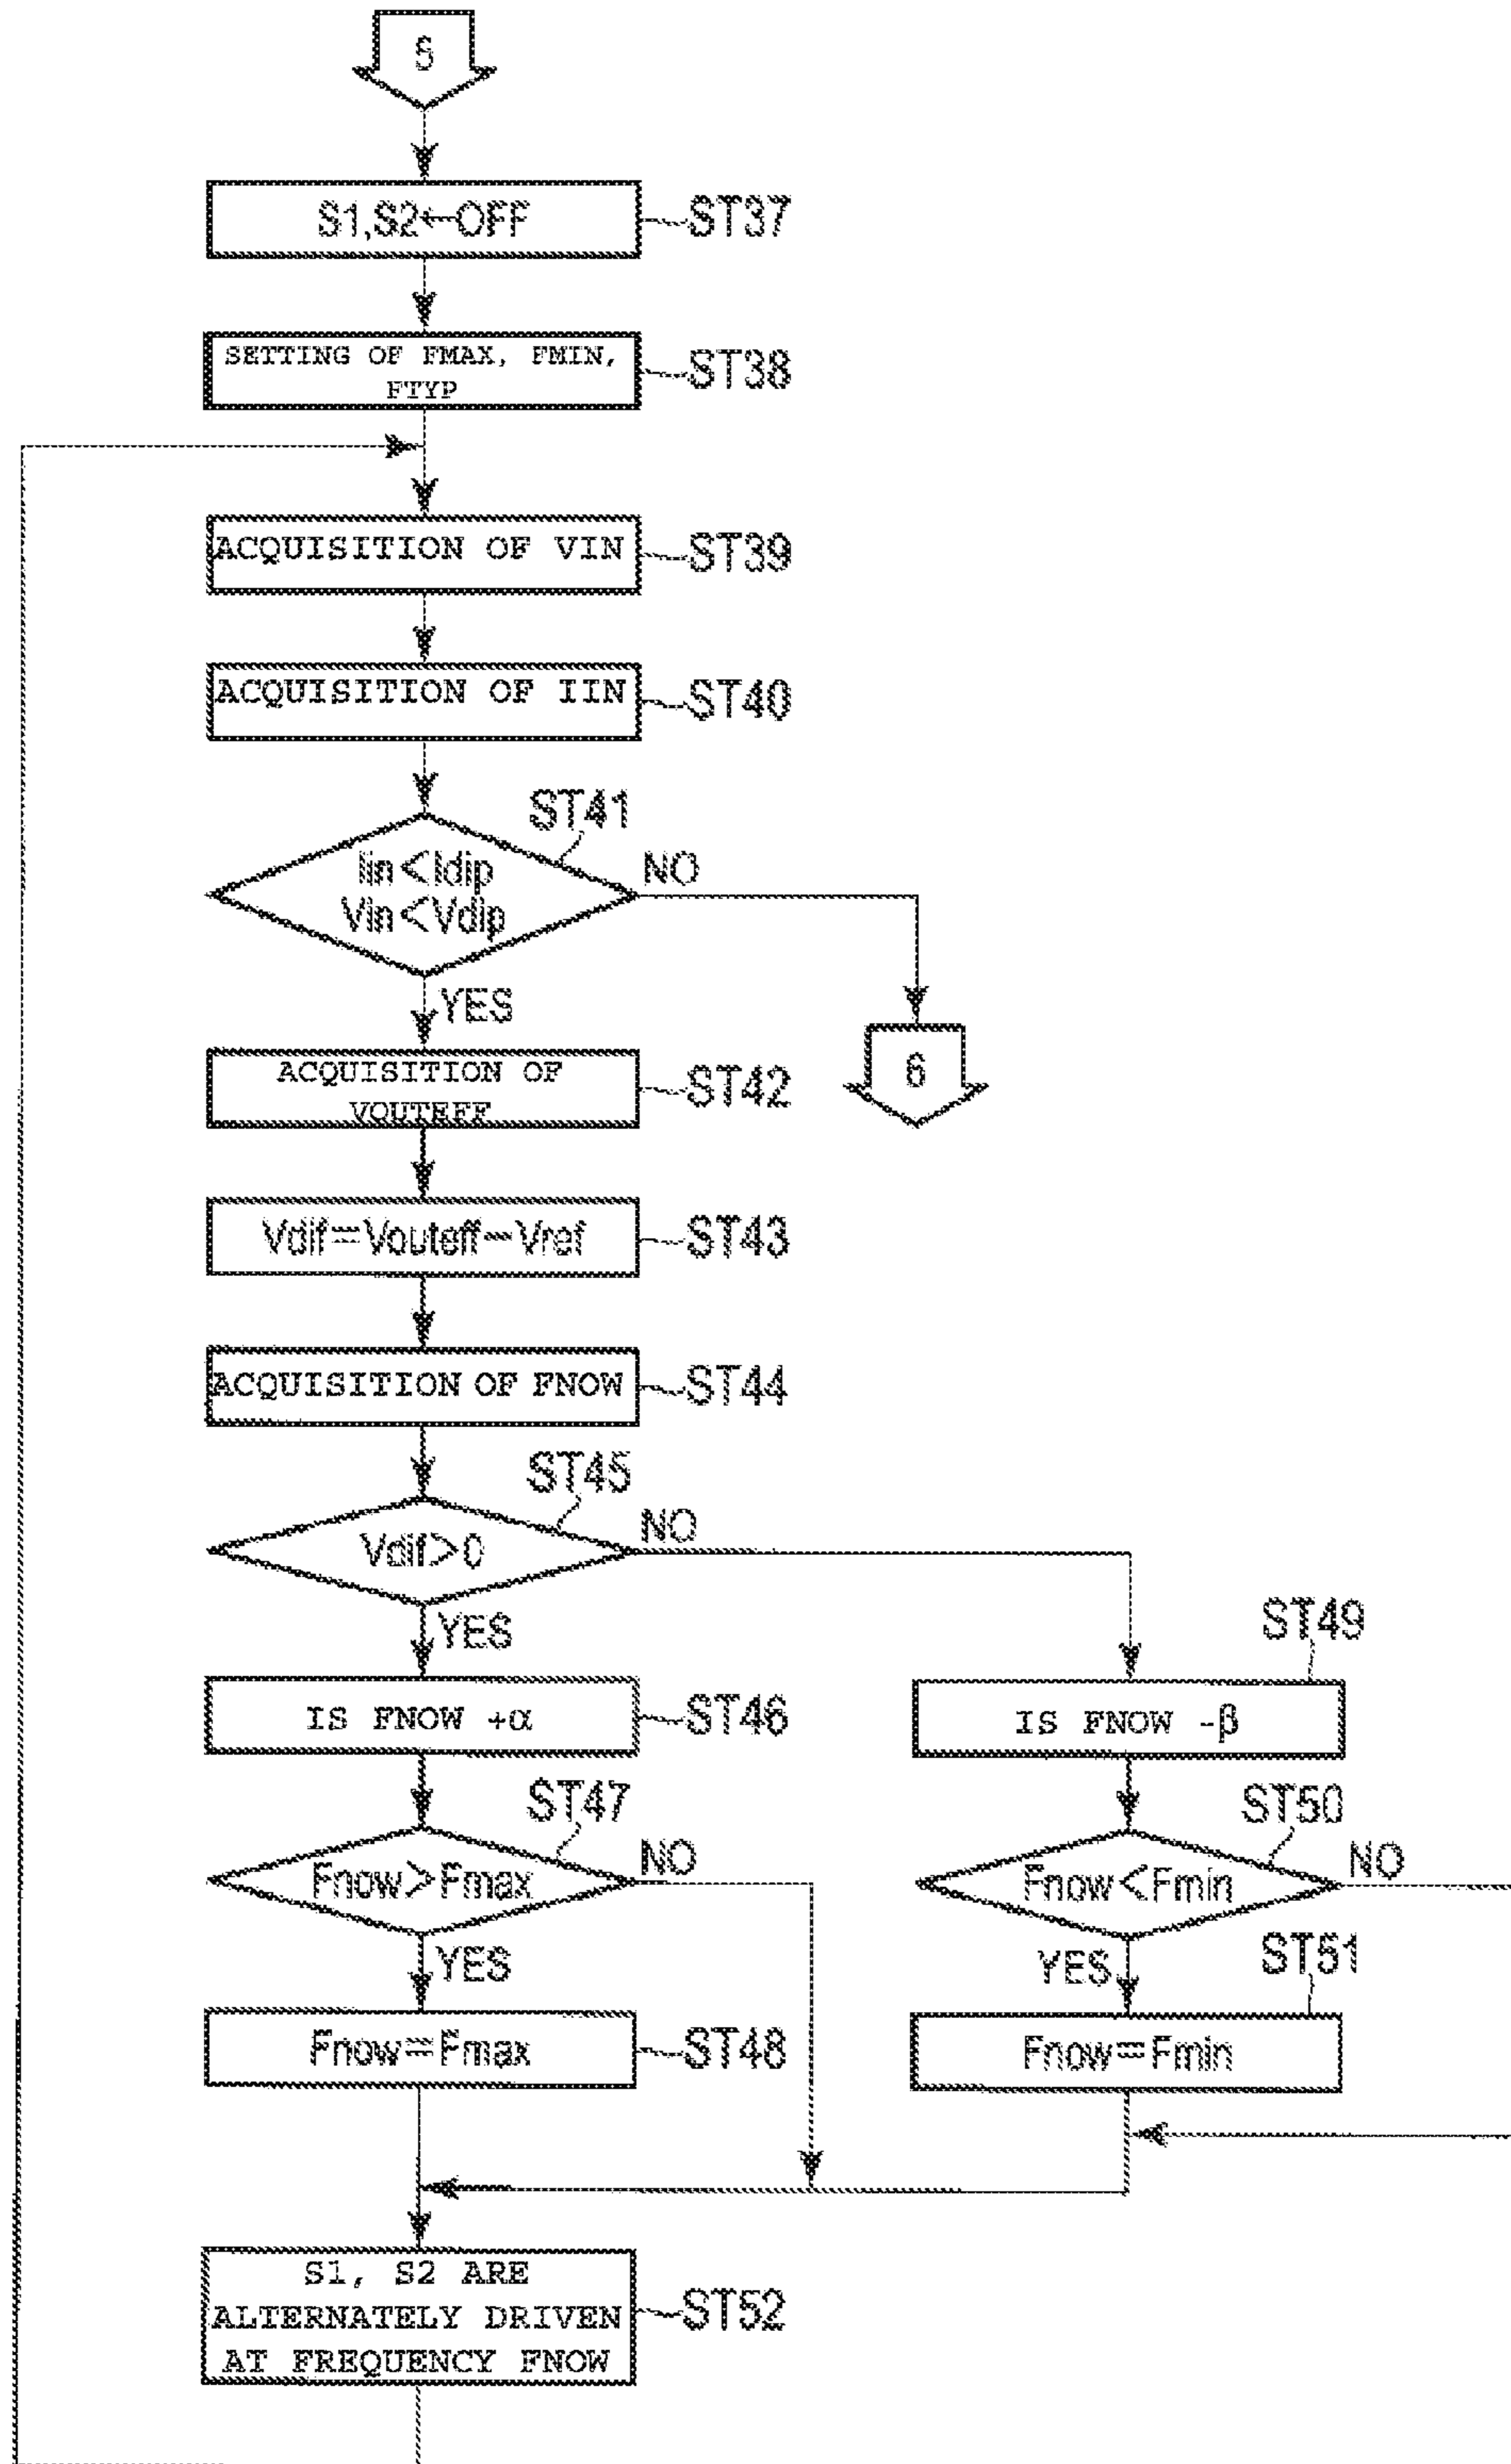 5
S1,S2←OFF
ST37
SETTING OF FMAX, FMIN,
FTYP
ST38
ACQUISITION OF VIN
ST39
ACQUISITION OF IIN
ST40
ST41
Iin<Idip
Vin<Vdip
NO
YES
6
ACQUISITION OF
VOUTEFF
ST42
Vdif=Vouteff-Vref
ST43
ACQUISITION OF FNOW
ST44
ST45
Vdif>0
NO
YES
IS FNOW +α
ST46
ST49
IS FNOW -β
ST47
Fnow>Fmax
NO
YES
ST50
Fnow<Fmin
NO
YES
ST51
Fnow=Fmax
ST48
Fnow=Fmin
S1, S2 ARE
ALTERNATELY DRIVEN
AT FREQUENCY FNOW
ST52